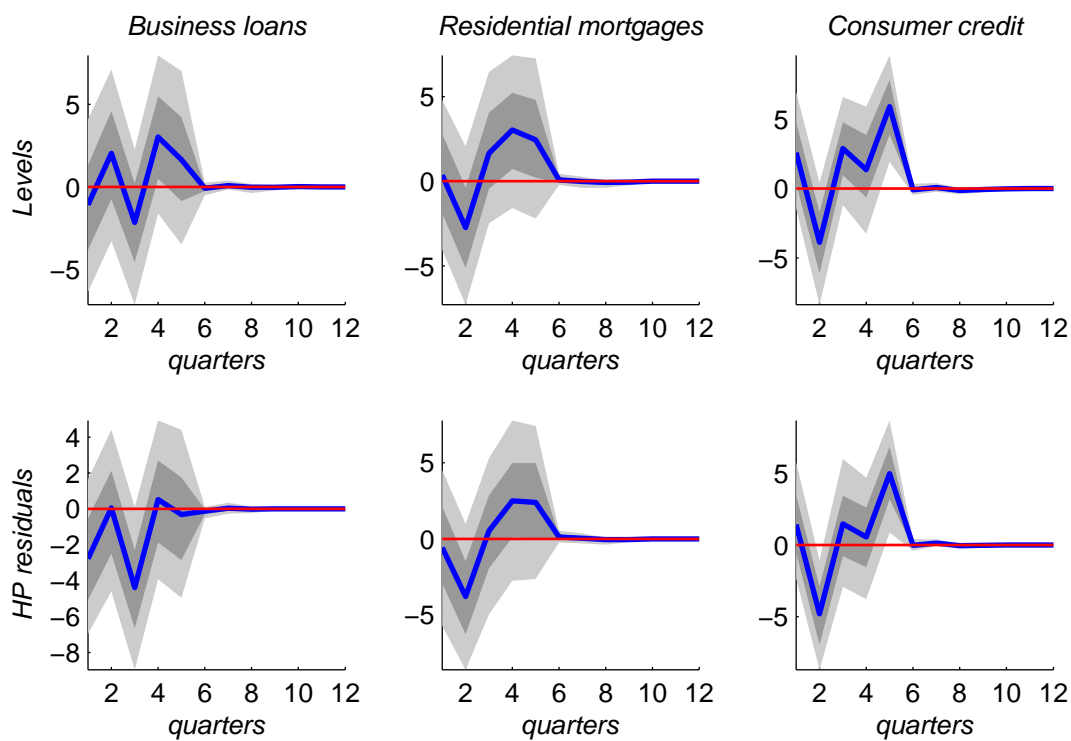 Business loans
Residential mortgages
Consumer credit
Levels
5
0
−5
2 4 6 8 10 12
quarters
5
0
−5
2 4 6 8 10 12
quarters
5
0
−5
2 4 6 8 10 12
quarters
HP residuals
4
2
0
−2
−4
−6
−8
2 4 6 8 10 12
quarters
5
0
−5
2 4 6 8 10 12
quarters
5
0
−5
2 4 6 8 10 12
quarters